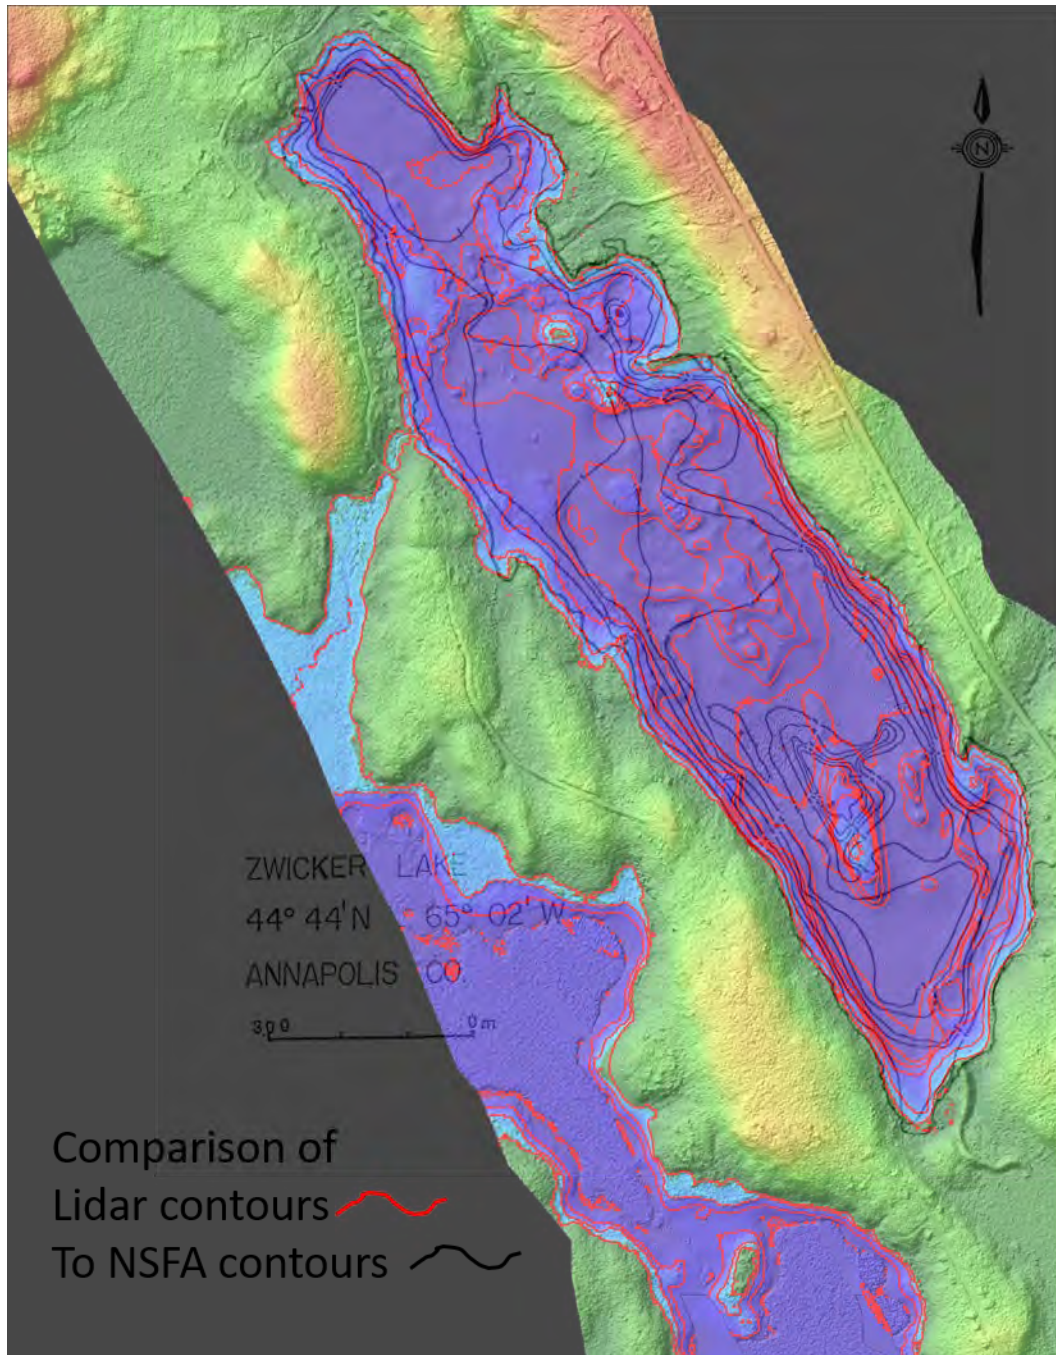 N
ZWICKER LAKE
44° 44'N 65° 02' W
ANNAPOLIS CO.
300 0m
Comparison of
Lidar contours
To NSFA contours